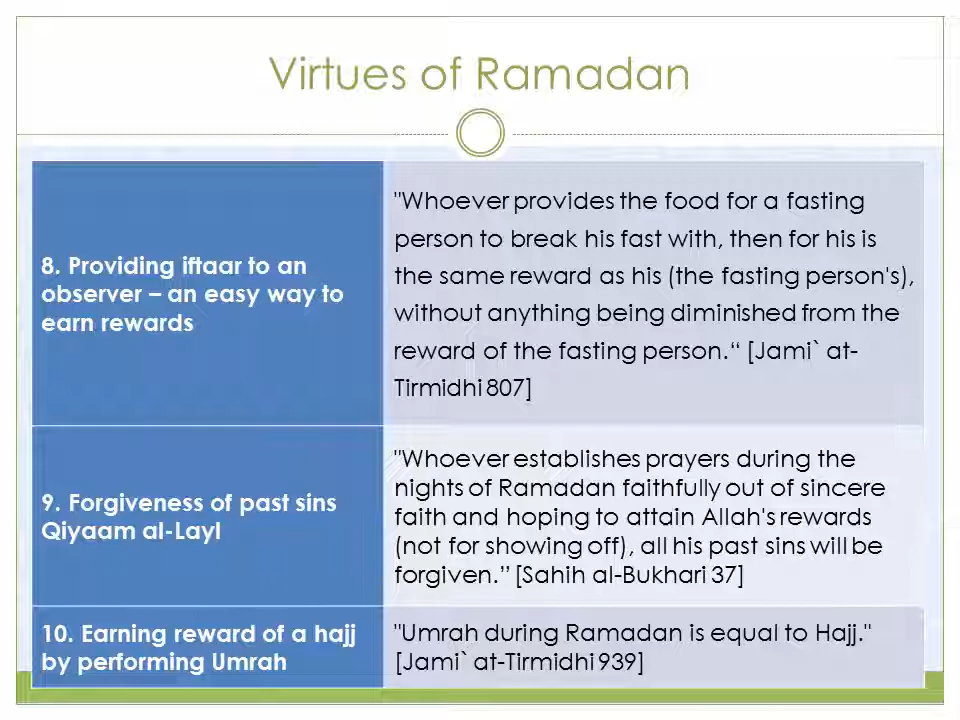 Virtues of Ramadan
8. Providing iftaar to an
observer – an easy way to
earn rewards
"Whoever provides the food for a fasting
person to break his fast with, then for his is
the same reward as his (the fasting person's),
without anything being diminished from the
reward of the fasting person.“ [Jami` at-
Tirmidhi 807]
9. Forgiveness of past sins
Qiyaam al-Layl
"Whoever establishes prayers during the
nights of Ramadan faithfully out of sincere
faith and hoping to attain Allah's rewards
(not for showing off), all his past sins will be
forgiven.” [Sahih al-Bukhari 37]
10. Earning reward of a hajj
by performing Umrah
"Umrah during Ramadan is equal to Hajj."
[Jami` at-Tirmidhi 939]